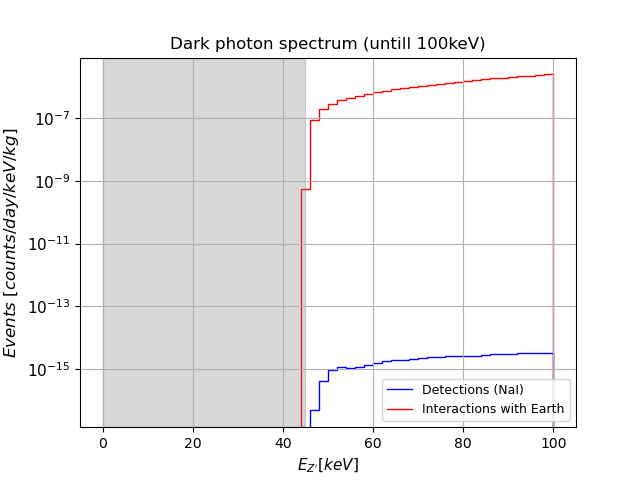 Dark photon spectrum (untill 100keV)
Events [counts/day/keV/kg]
10⁻⁷
10⁻⁹
10⁻¹¹
10⁻¹³
10⁻¹⁵
Detections (NaI)
Interactions with Earth
0 20 40 60 80 100
E_{Z'}[keV]